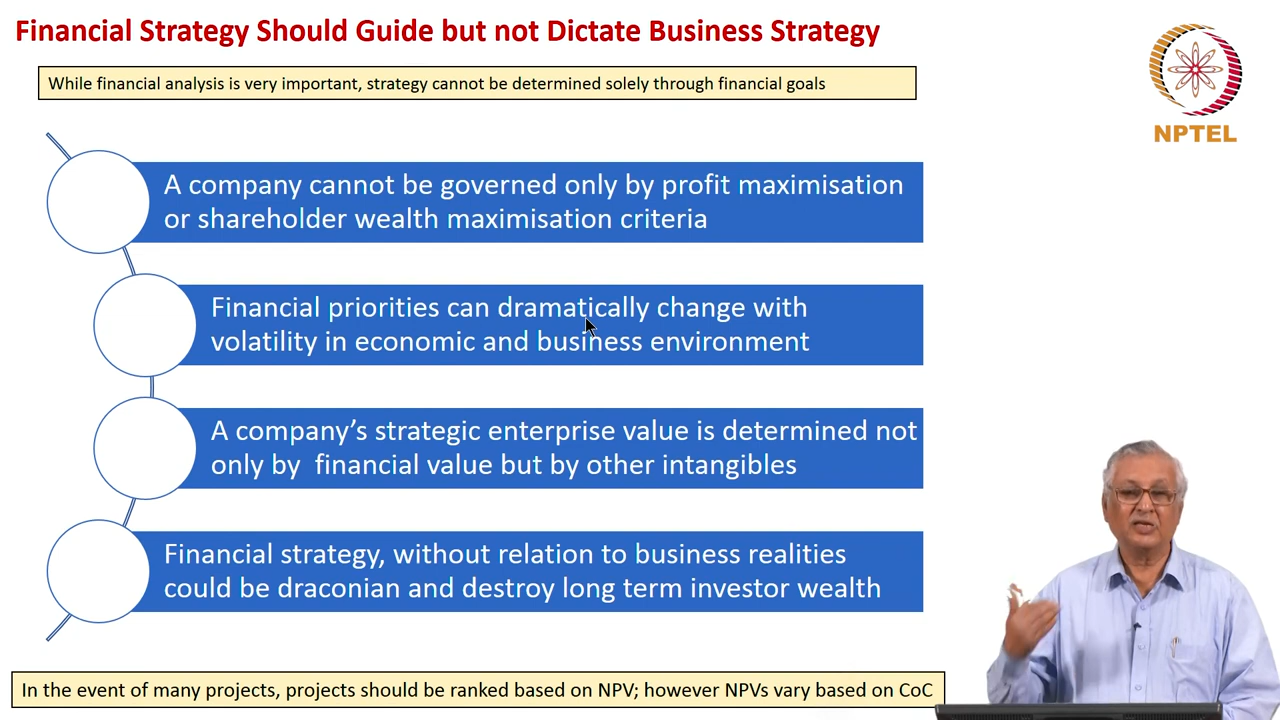 Financial Strategy Should Guide but not Dictate Business Strategy
While financial analysis is very important, strategy cannot be determined solely through financial goals
NPTEL
A company cannot be governed only by profit maximisation
or shareholder wealth maximisation criteria
Financial priorities can dramatically change with
volatility in economic and business environment
A company’s strategic enterprise value is determined not
only by financial value but by other intangibles
Financial strategy, without relation to business realities
could be draconian and destroy long term investor wealth
In the event of many projects, projects should be ranked based on NPV; however NPVs vary based on CoC